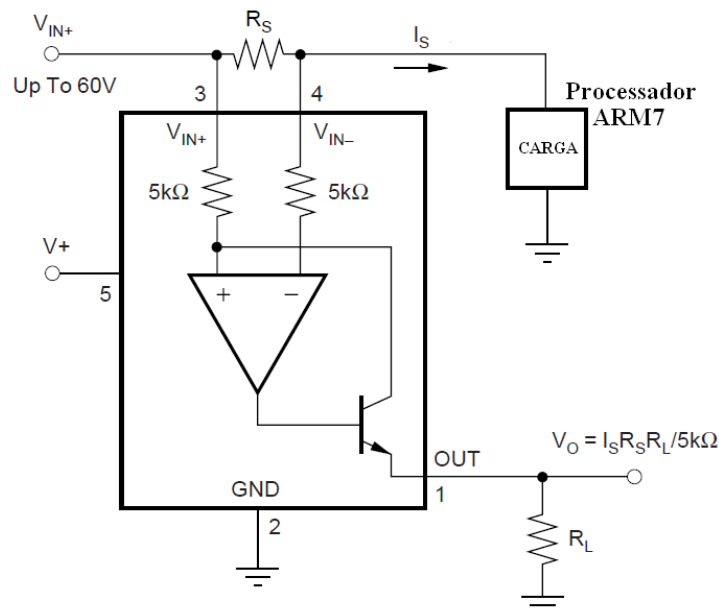 V_IN+
R_S
I_S
Up To 60V
3
4
Processador
ARM7
V_IN+
V_IN–
CARGA
5kΩ
5kΩ
V+
5
+
–
V_O = I_SR_SR_L/5kΩ
OUT
1
GND
2
R_L